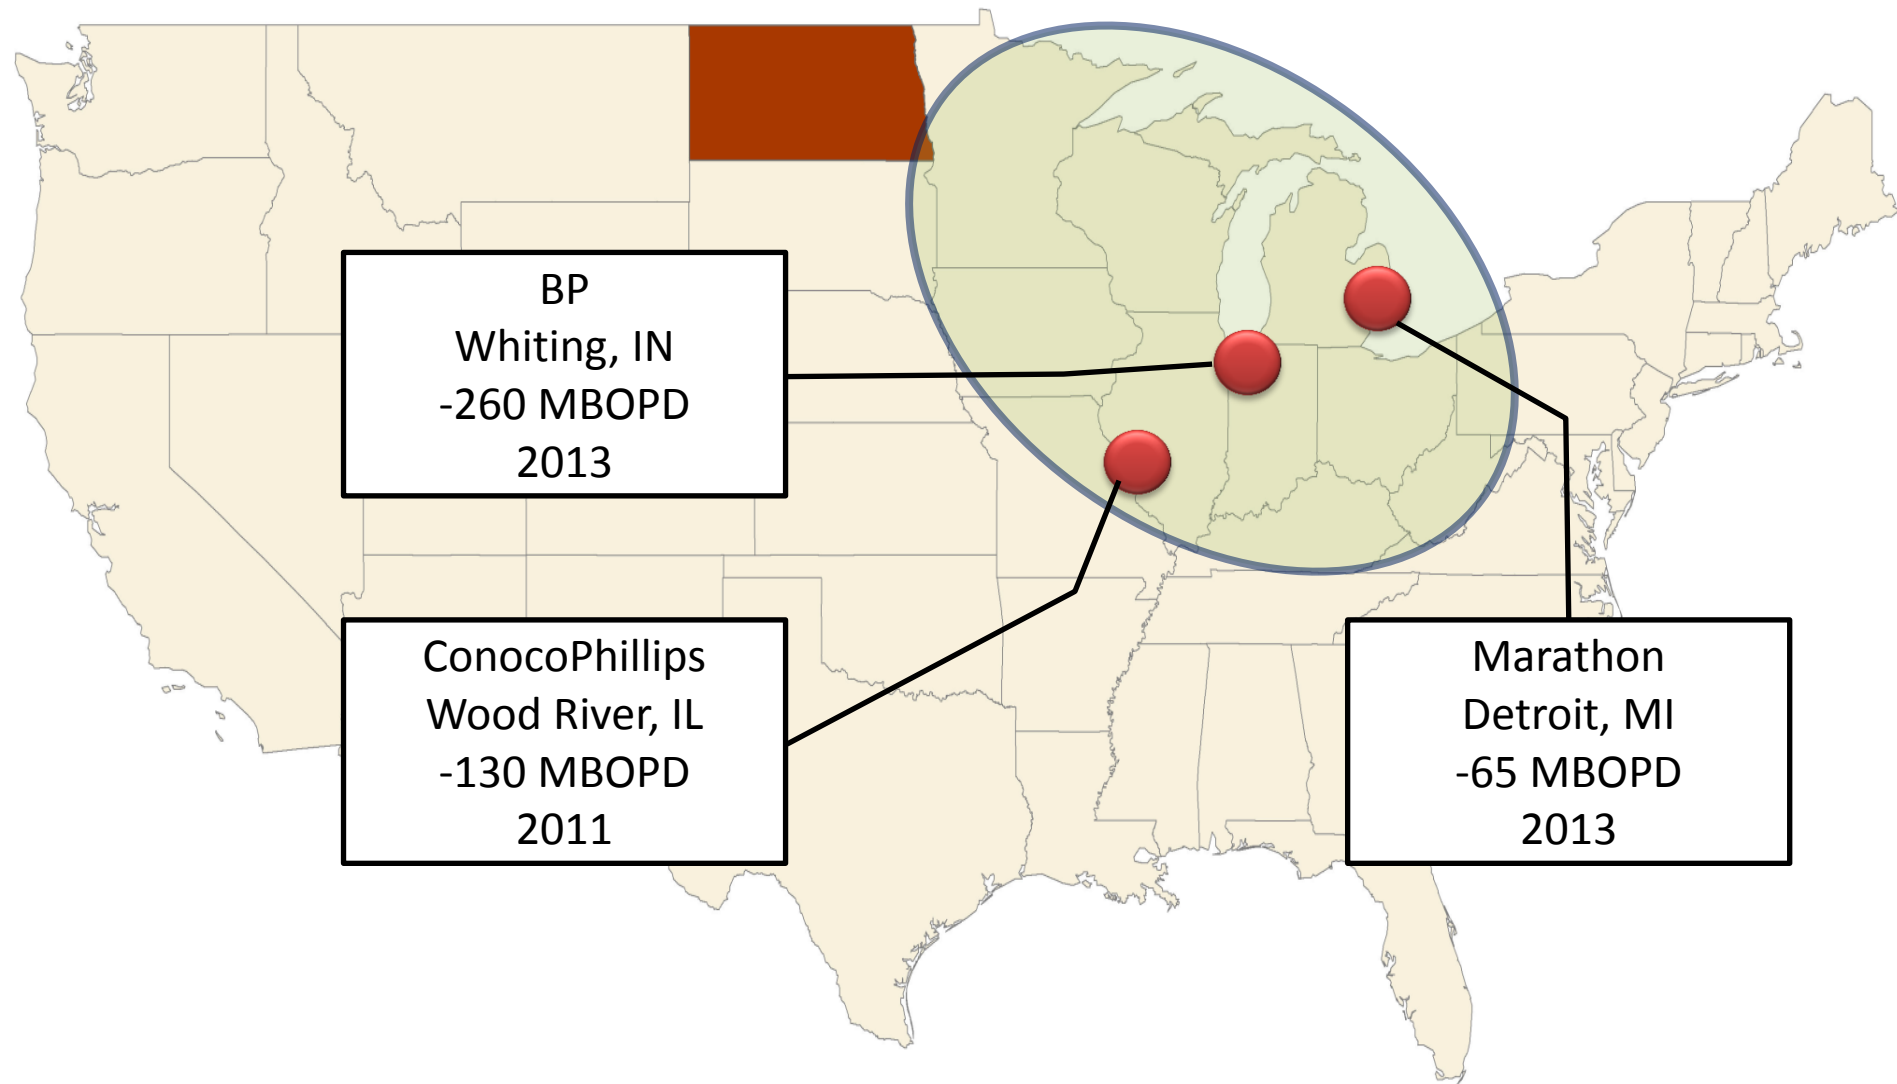 BP
Whiting, IN
-260 MBOPD
2013
ConocoPhillips
Wood River, IL
-130 MBOPD
2011
Marathon
Detroit, MI
-65 MBOPD
2013